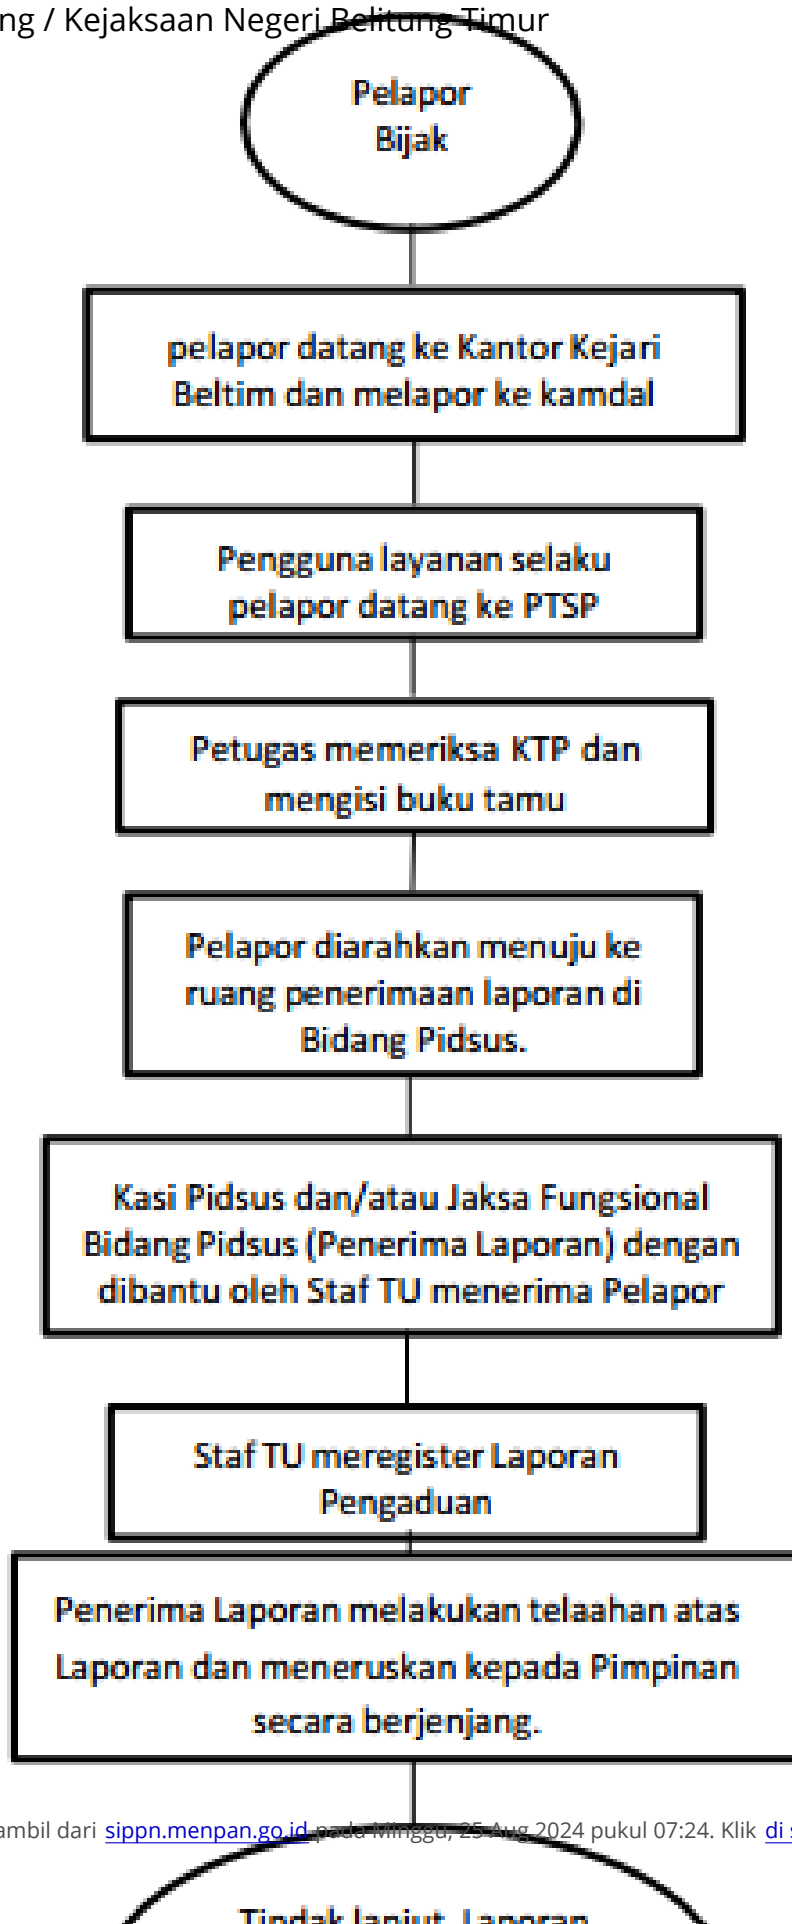 ng / Kejaksaan Negeri Belitung Timur
Pelapor
Bijak
pelapor datang ke Kantor Kejari
Beltim dan melapor ke kamdal
Pengguna layanan selaku
pelapor datang ke PTSP
Petugas memeriksa KTP dan
mengisi buku tamu
Pelapor diarahkan menuju ke
ruang penerimaan laporan di
Bidang Pidsus.
Kasi Pidsus dan/atau Jaksa Fungsional
Bidang Pidsus (Penerima Laporan) dengan
dibantu oleh Staf TU menerima Pelapor
Staf TU meregister Laporan
Pengaduan
Penerima Laporan melakukan telaahan atas
Laporan dan meneruskan kepada Pimpinan
secara berjenjang.
ambil dari sippn.menpan.go.id pada Minggu, 25 Aug 2024 pukul 07:24. Klik di s
Tindak lanjut Laporan